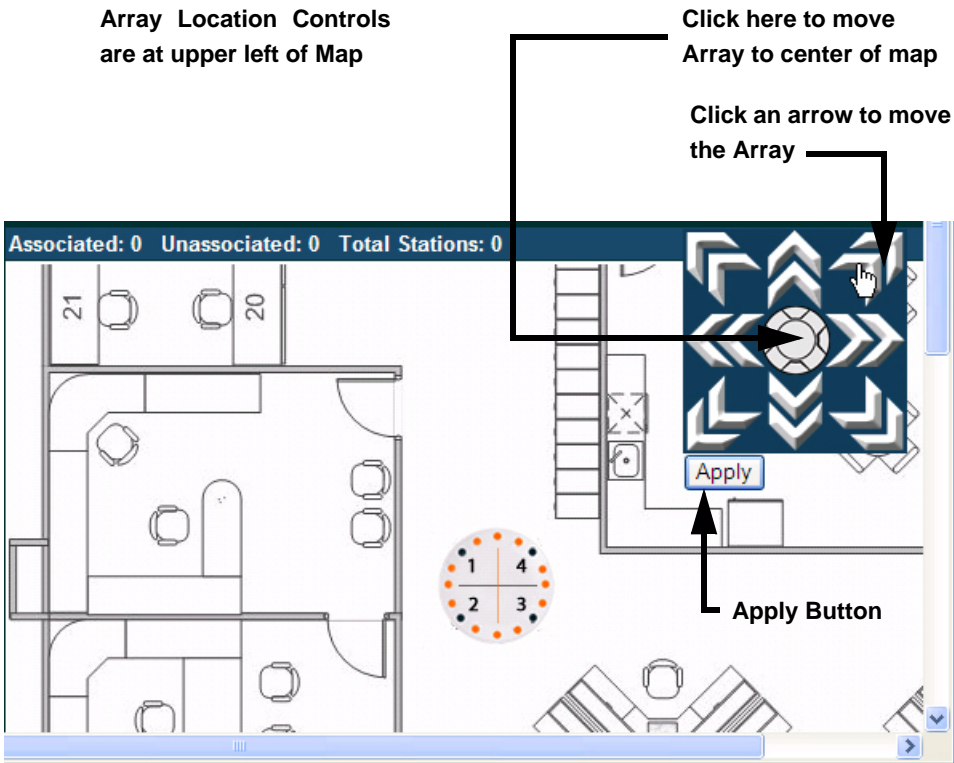 Array Location Controls
are at upper left of Map
Click here to move
Array to center of map
Click an arrow to move
the Array
Associated: 0 Unassociated: 0 Total Stations: 0
21
20
Apply
1
4
2
3
Apply Button